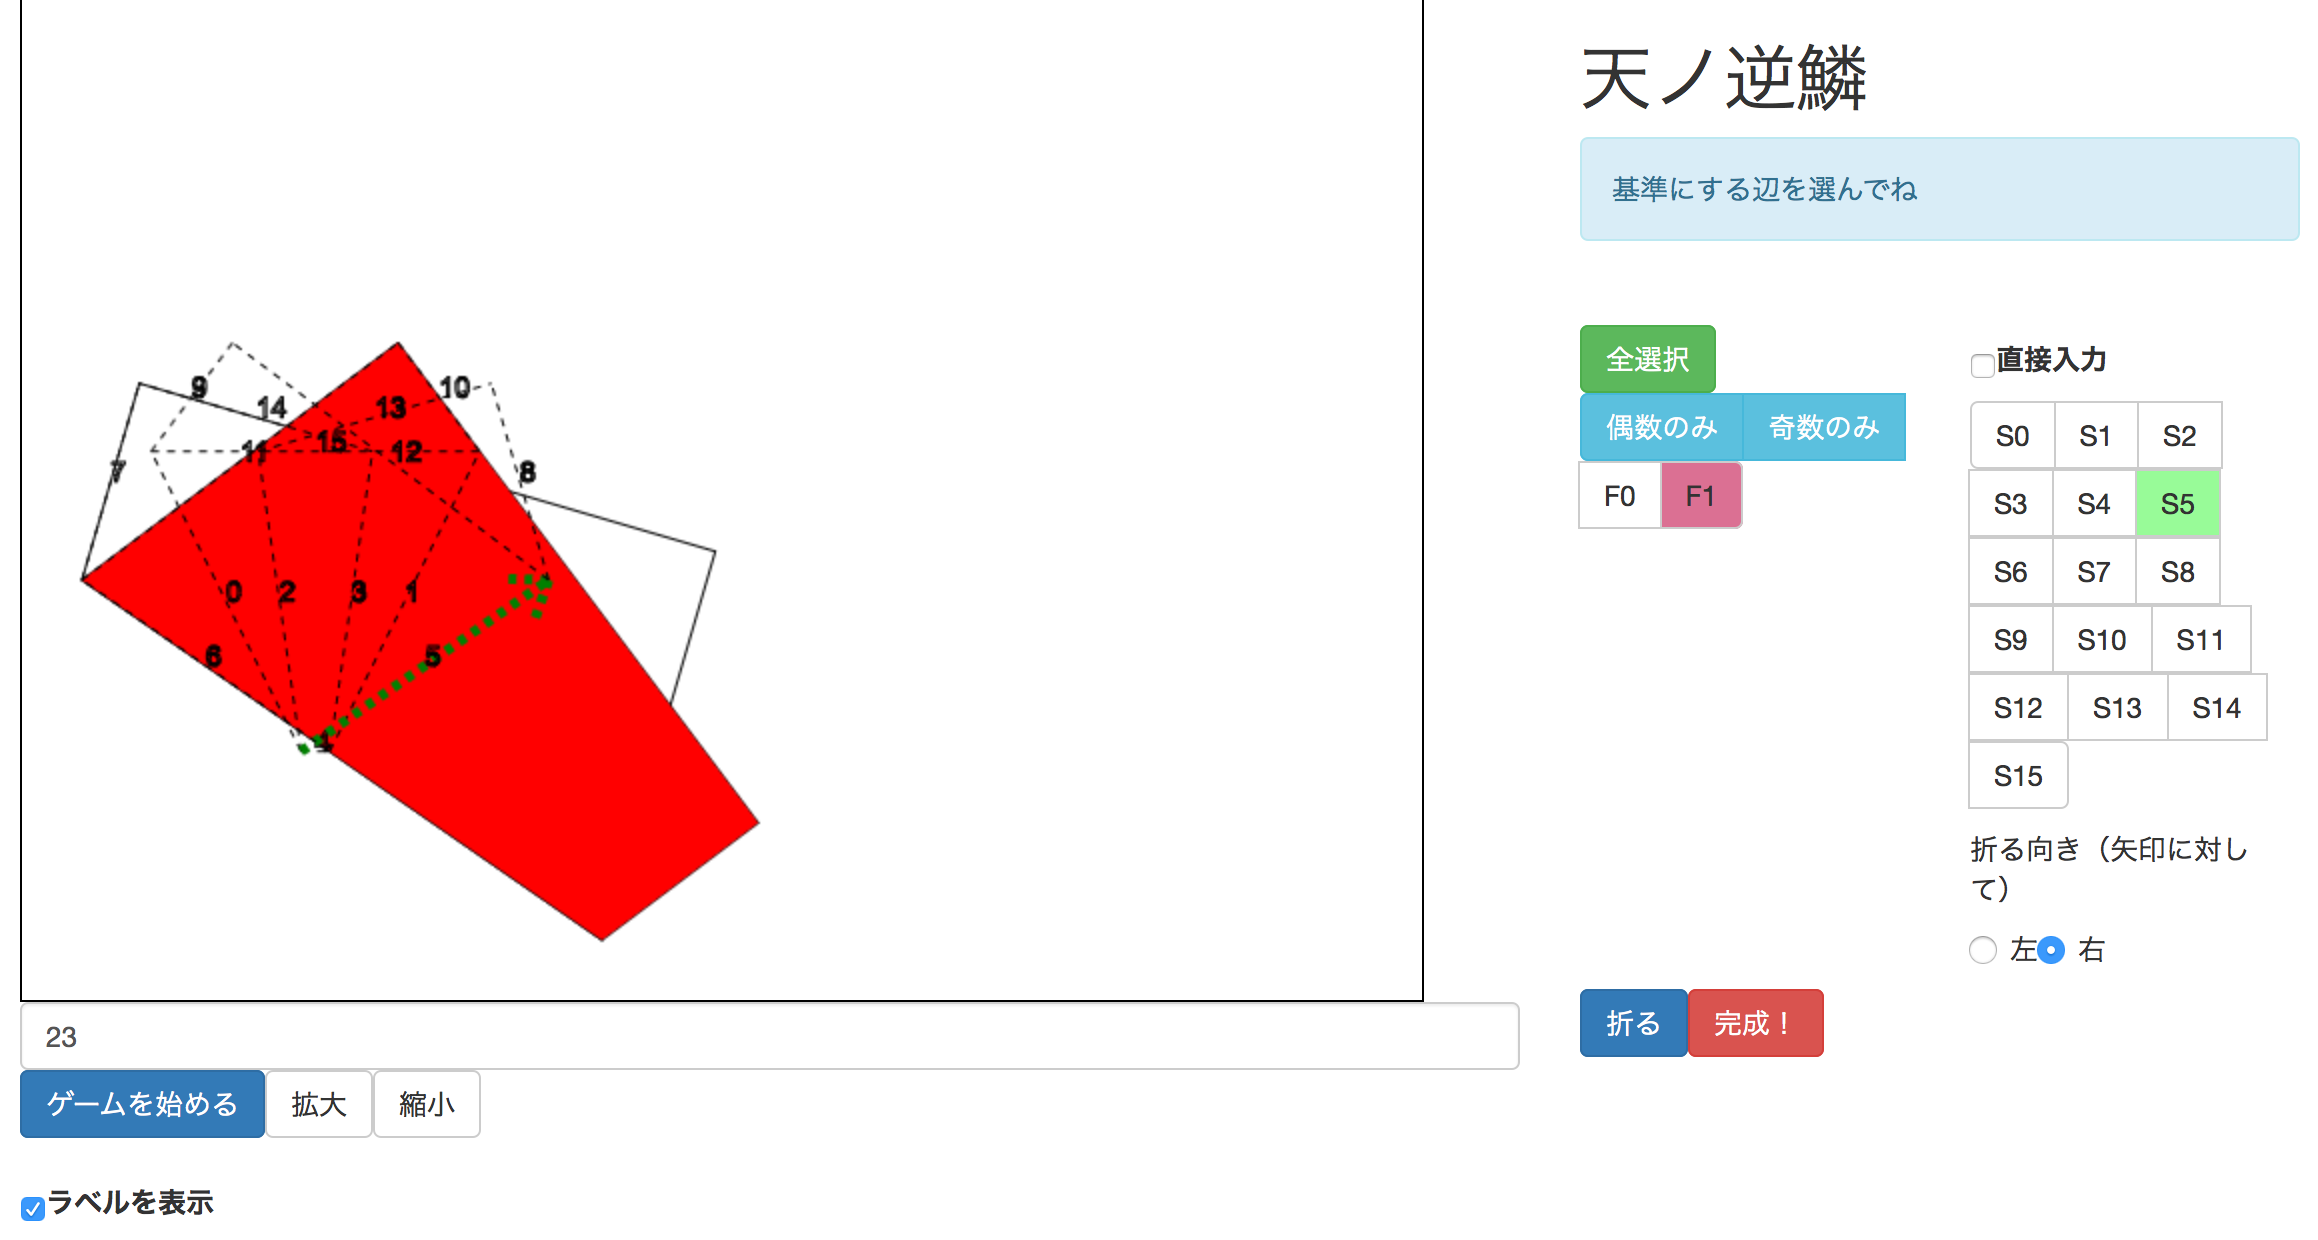 天ノ逆鱗
基準にする辺を選んでね
全選択
偶数のみ 奇数のみ
F0 F1
直接入力
S0 S1 S2
S3 S4 S5
S6 S7 S8
S9 S10 S11
S12 S13 S14
S15
折る向き（矢印に対し
て）
左 右
折る 完成！
9 14 13 10
11 15 12
7 8
0 2 3 1
6 5
4
23
ゲームを始める 拡大 縮小
ラベルを表示